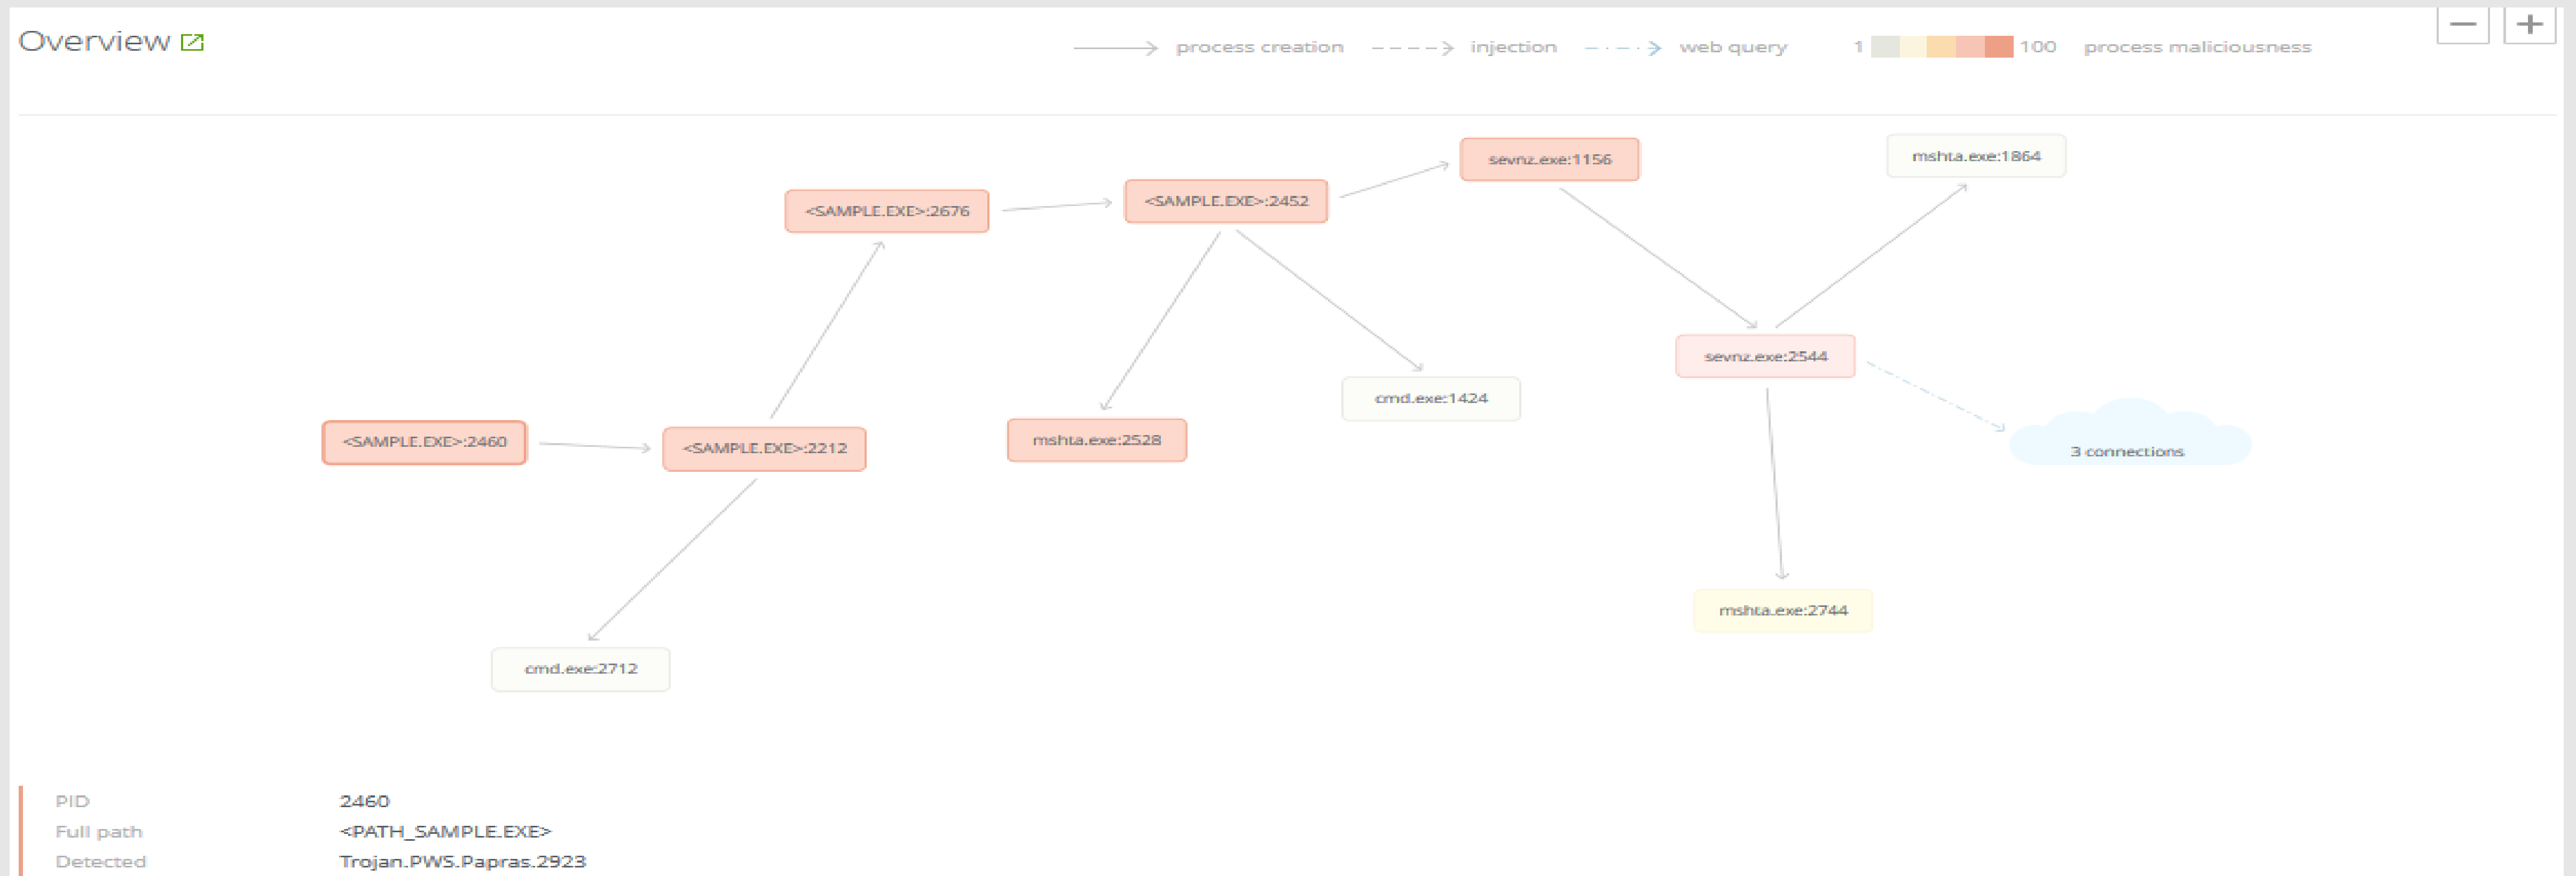 Overview
process creation injection web query 1 100 process maliciousness
sevnz.exe:1156
mshta.exe:1864
<SAMPLE.EXE>:2676
<SAMPLE.EXE>:2452
sevnz.exe:2544
cmd.exe:1424
<SAMPLE.EXE>:2460
<SAMPLE.EXE>:2212
mshta.exe:2528
3 connections
mshta.exe:2744
cmd.exe:2712
PID 2460
Full path <PATH_SAMPLE.EXE>
Detected Trojan.PWS.Papras.2923